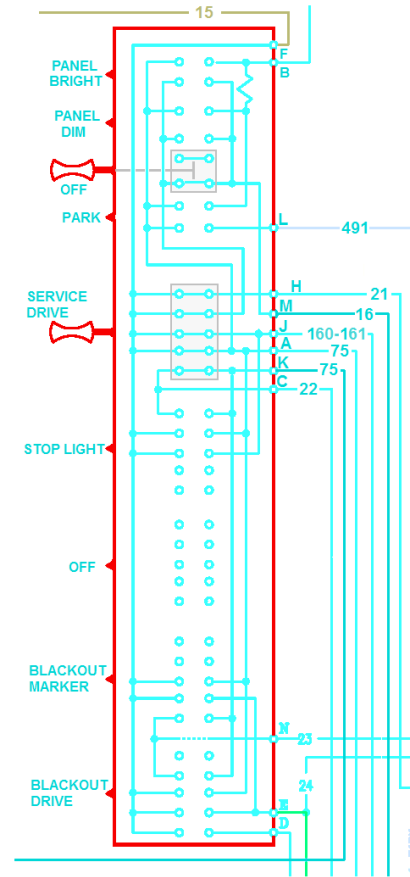 15
F
PANEL
BRIGHT
B
PANEL
DIM
OFF
PARK
L
491
H
SERVICE
DRIVE
21
M
16
J
160-161
A
75
K
75
C
22
STOP LIGHT
OFF
BLACKOUT
MARKER
N
23
BLACKOUT
DRIVE
24
E
D